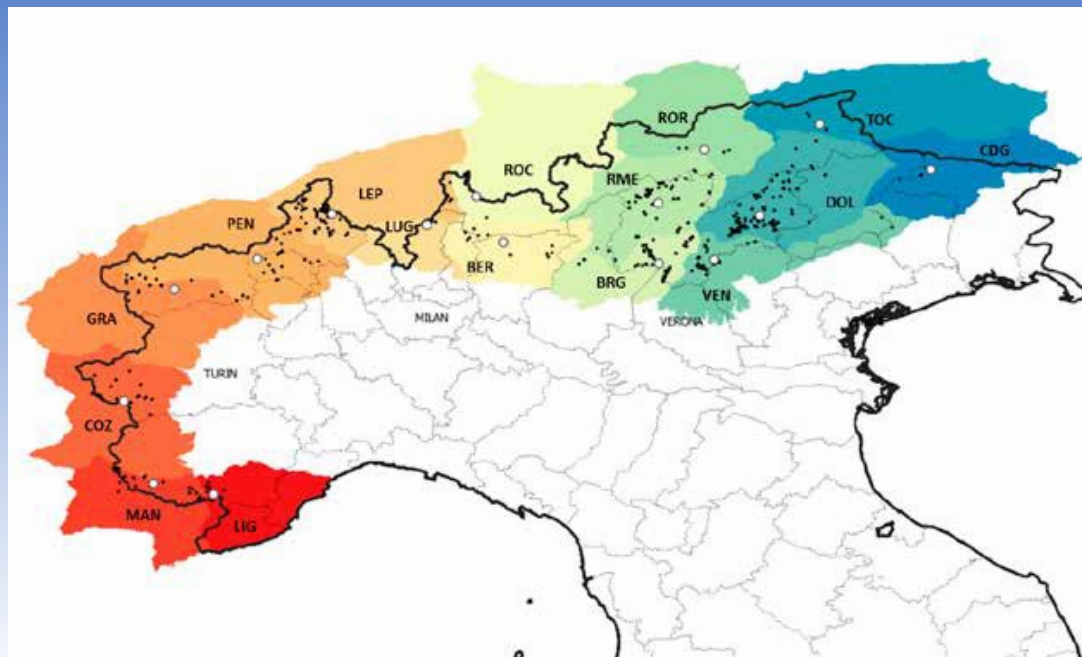 ROR
TOC
CDG
ROC
RME
LEP
DOL
PEN
LUG
BER
BRG
VEN
GRA
MILAN
VERONA
TURIN
COZ
MAN
LIG